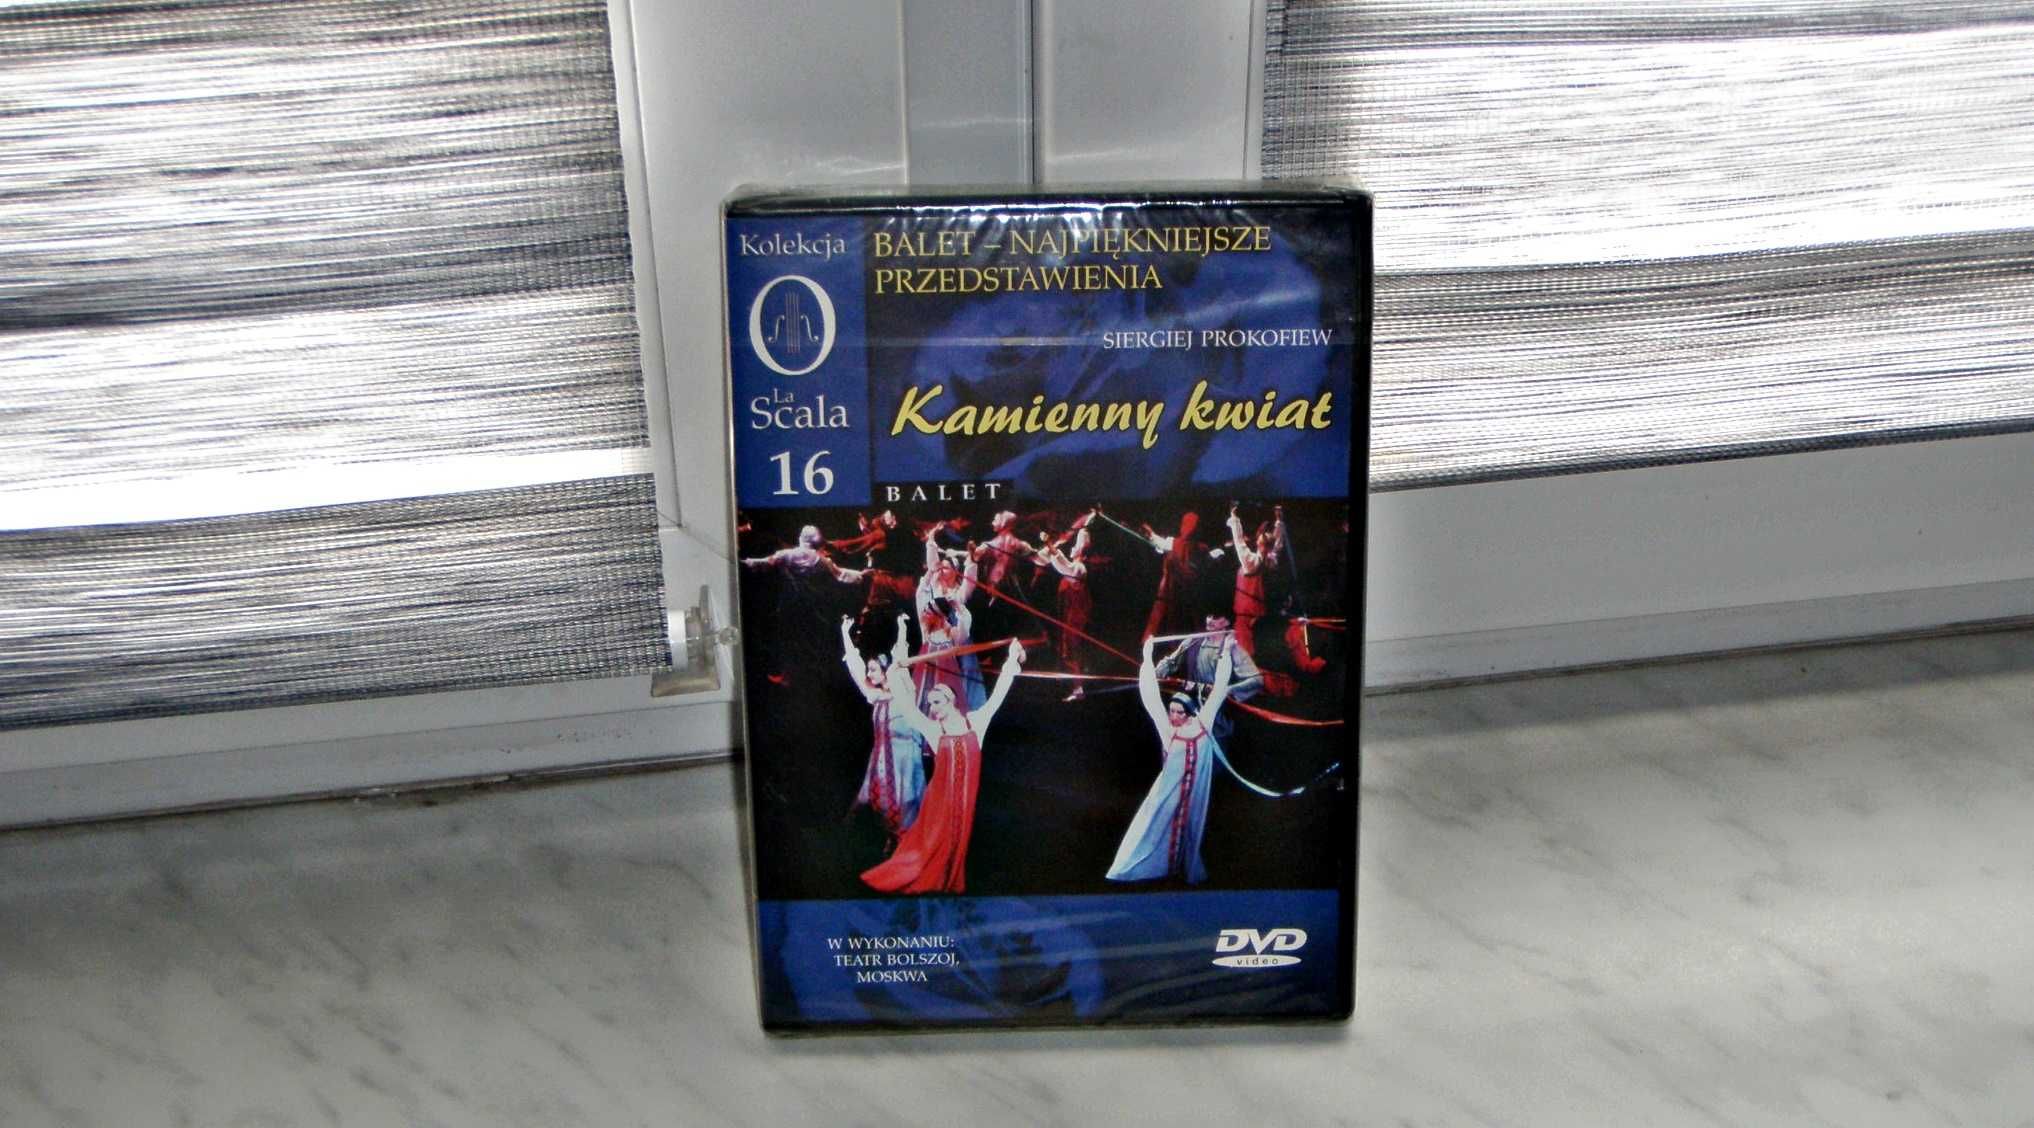 Kolekcja
La
Scala
16
BALET – NAJPIĘKNIEJSZE
PRZEDSTAWIENIA
SIERGIEJ PROKOFIEW
Kamienny kwiat
BALET
W WYKONANIU:
TEATR BOLSZOJ,
MOSKWA
DVD
video